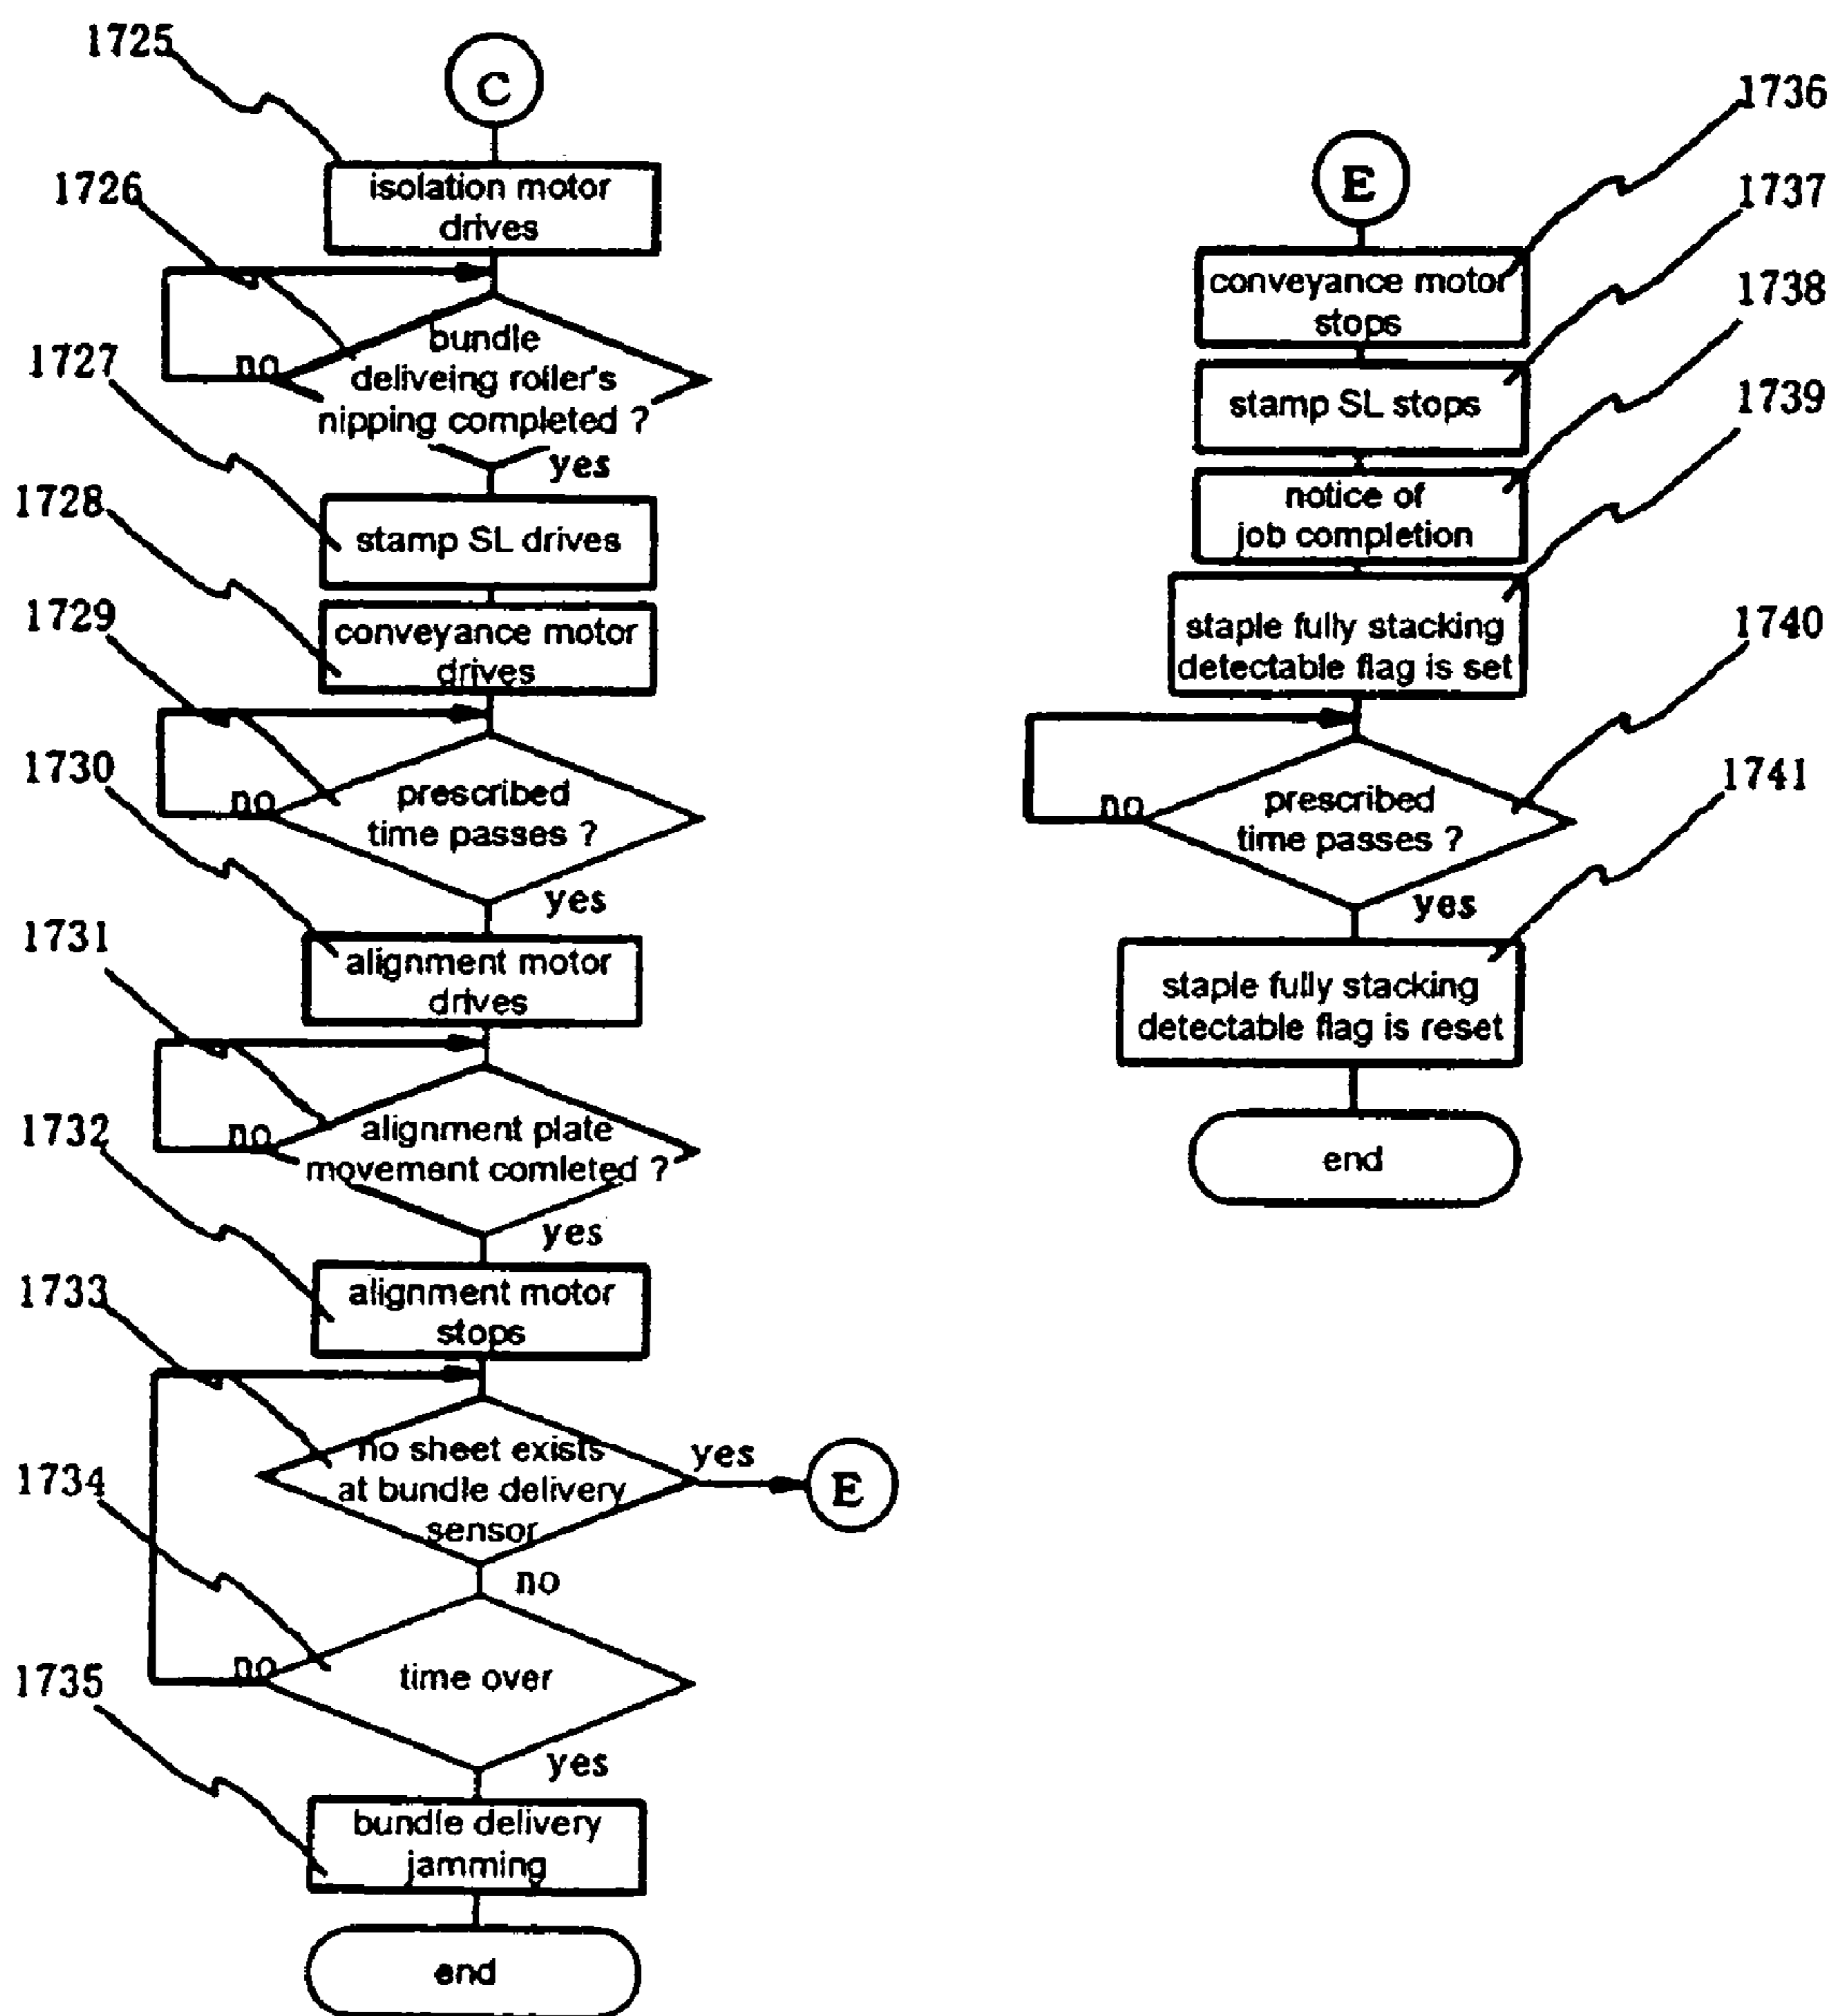 1725
C
isolation motor
drives
1726
bundle
deliveing roller's
nipping completed ?
no
yes
1727
stamp SL drives
1728
conveyance motor
drives
1729
prescribed
time passes ?
no
yes
1730
alignment motor
drives
1731
alignment plate
movement comleted ?
no
yes
1732
alignment motor
stops
1733
no sheet exists
at bundle delivery
sensor
yes
E
no
1734
time over
no
yes
1735
bundle delivery
jamming
end
E
1736
conveyance motor
stops
1737
stamp SL stops
1738
notice of
job completion
1739
staple fully stacking
detectable flag is set
1740
prescribed
time passes ?
no
yes
1741
staple fully stacking
detectable flag is reset
end